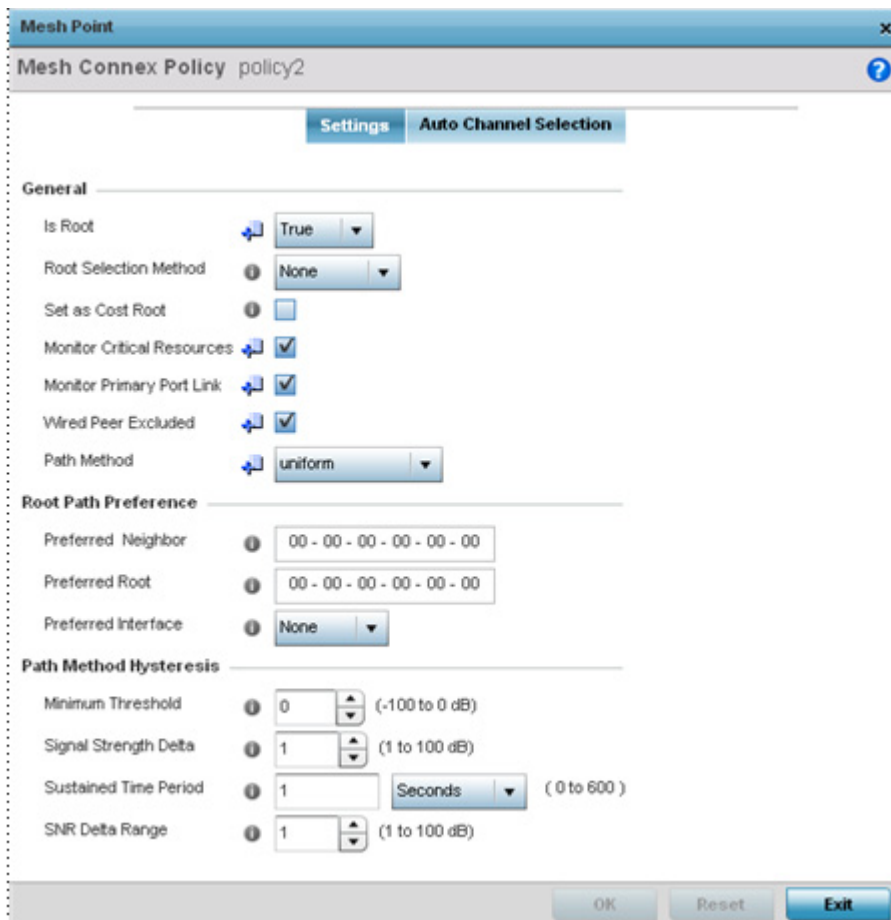 Mesh Point
Mesh Connex Policy policy2
Settings Auto Channel Selection
General
Is Root True
Root Selection Method None
Set as Cost Root
Monitor Critical Resources
Monitor Primary Port Link
Wired Peer Excluded
Path Method uniform
Root Path Preference
Preferred Neighbor 00 - 00 - 00 - 00 - 00 - 00
Preferred Root 00 - 00 - 00 - 00 - 00 - 00
Preferred Interface None
Path Method Hysteresis
Minimum Threshold 0 (-100 to 0 dB)
Signal Strength Delta 1 (1 to 100 dB)
Sustained Time Period 1 Seconds ( 0 to 600 )
SNR Delta Range 1 (1 to 100 dB)
OK Reset Exit